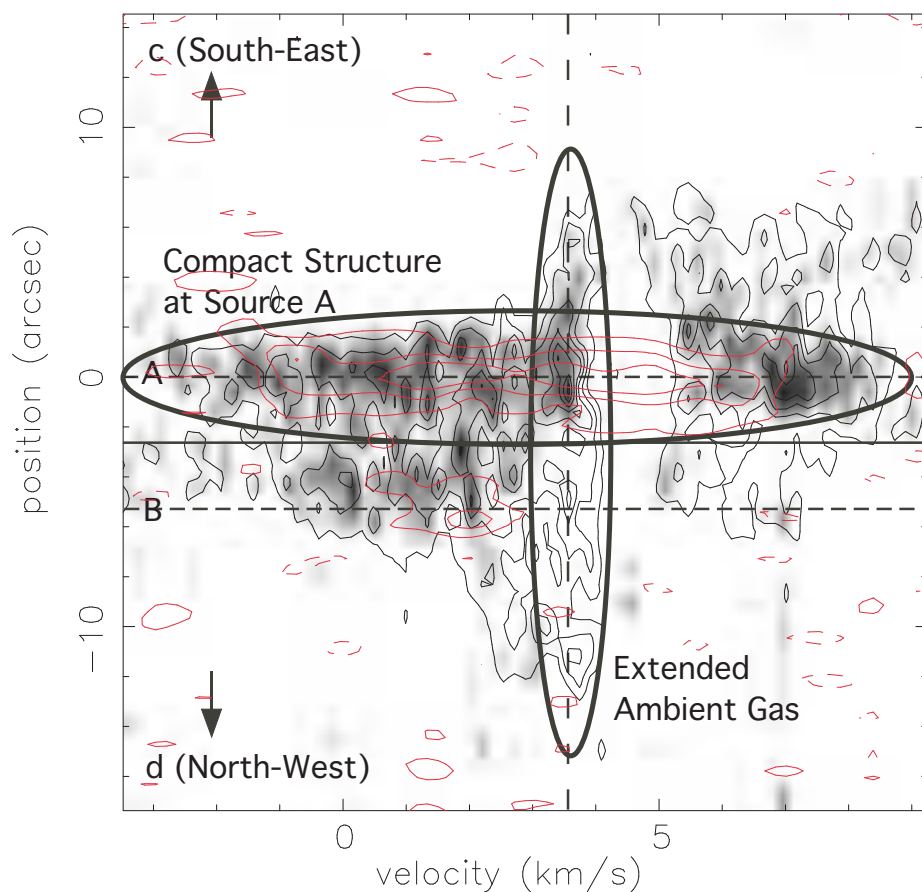 c (South-East)
10
Compact Structure
at Source A
A
0
B
position (arcsec)
−10
Extended
Ambient Gas
d (North-West)
0
5
velocity (km/s)